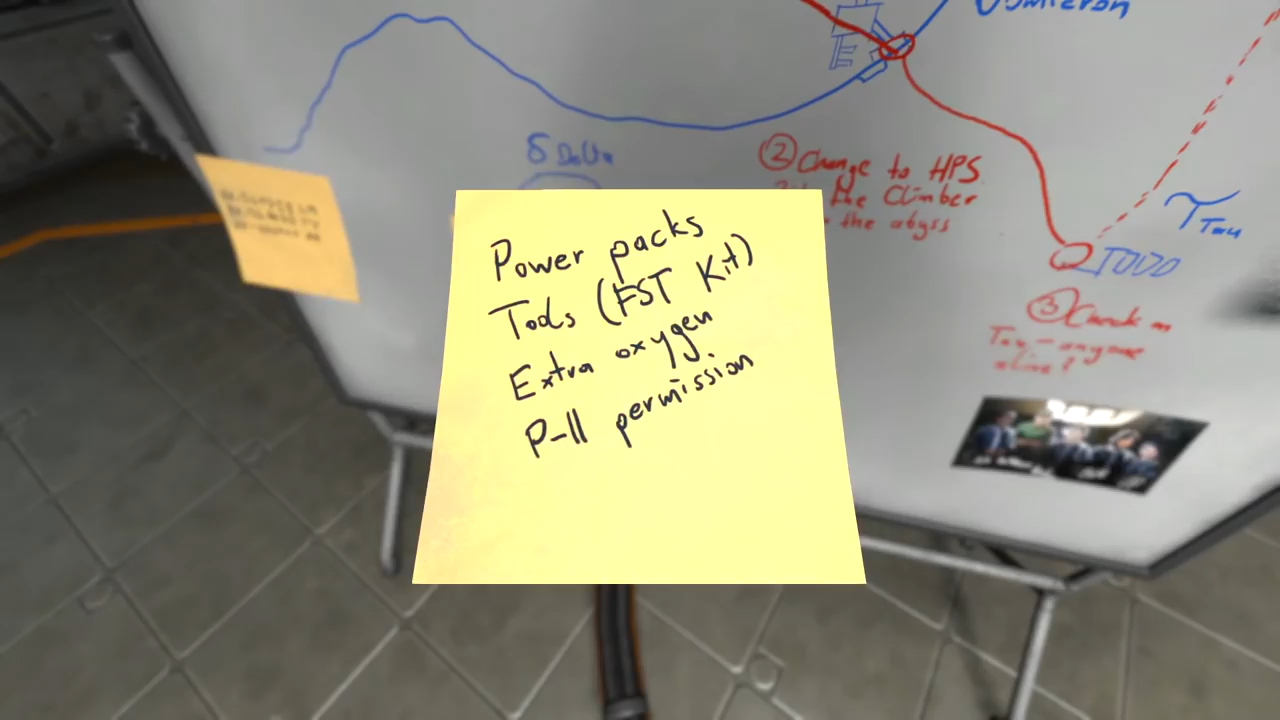 Omicron
E
δ Delta
② Change to HPS
the Climber
the abyss
Τ Tau
TODO
③ Check on
Tau - anyone
alive?
Power packs
Tools (FST Kit)
Extra oxygen
P-11 permission